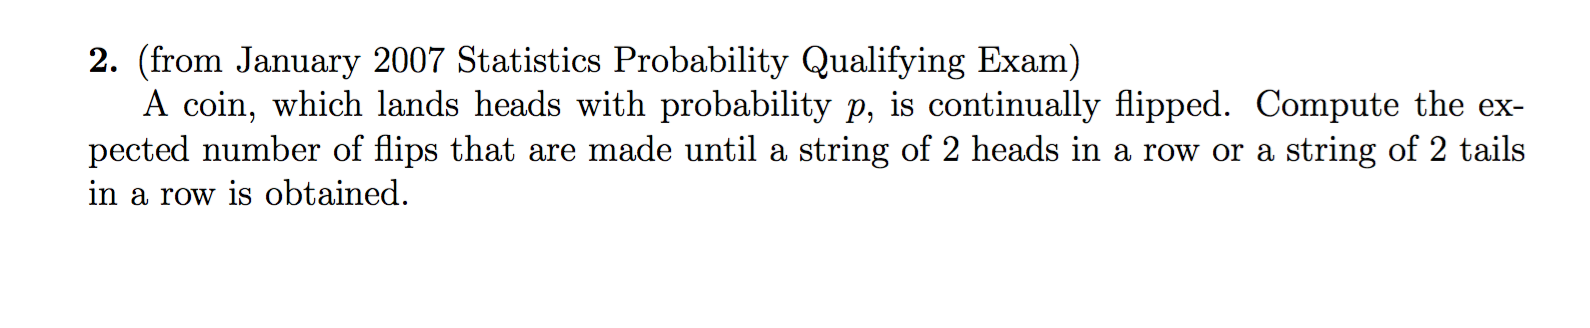 2. (from January 2007 Statistics Probability Qualifying Exam)
A coin, which lands heads with probability p, is continually flipped. Compute the ex-
pected number of flips that are made until a string of 2 heads in a row or a string of 2 tails
in a row is obtained.